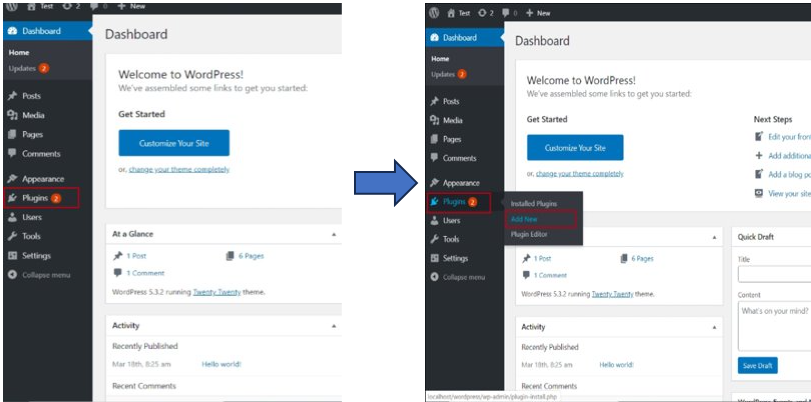 Test 2 0 + New
Dashboard
Home
Updates 2
Posts
Media
Pages
Comments
Appearance
Plugins 2
Users
Tools
Settings
Collapse menu
Dashboard
Welcome to WordPress!
We've assembled some links to get you started:
Get Started
Customize Your Site
or, change your theme completely
At a Glance
1 Post 6 Pages
1 Comment
WordPress 5.3.2 running Twenty Twenty theme.
Activity
Recently Published
Mar 18th, 8:25 am Hello world!
Recent Comments
Test 2 0 + New
Dashboard
Home
Updates 2
Posts
Media
Pages
Comments
Appearance
Plugins 2
Users
Tools
Settings
Collapse menu
Installed Plugins
Add New
Plugin Editor
Dashboard
Welcome to WordPress!
We've assembled some links to get you started:
Get Started
Customize Your Site
or, change your theme completely
Next Steps
Edit your fron
Add additiona
Add a blog po
View your site
1 Post 6 Pages
1 Comment
WordPress 5.3.2 running Twenty Twenty theme.
Activity
Recently Published
Mar 18th, 8:25 am Hello world!
Recent Comments
Quick Draft
Title
Content
What's on your mind?
Save Draft
localhost/wordpress/wp-admin/plugin-install.php